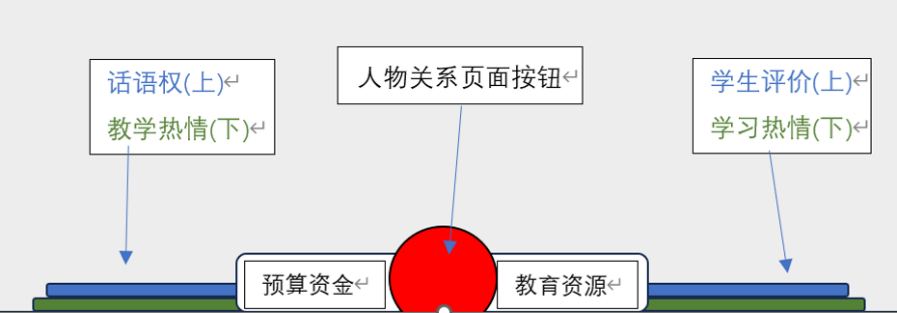 话语权(上)
教学热情(下)
人物关系页面按钮
学生评价(上)
学习热情(下)
预算资金
教育资源